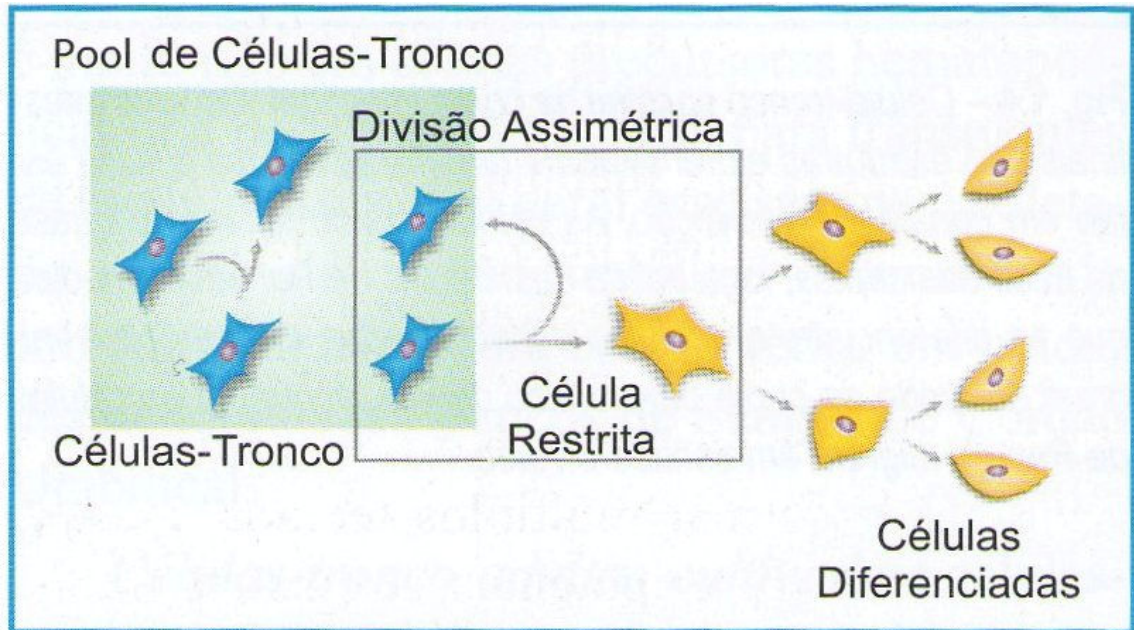 Pool de Células-Tronco
Divisão Assimétrica
Célula
Restrita
Células-Tronco
Células
Diferenciadas